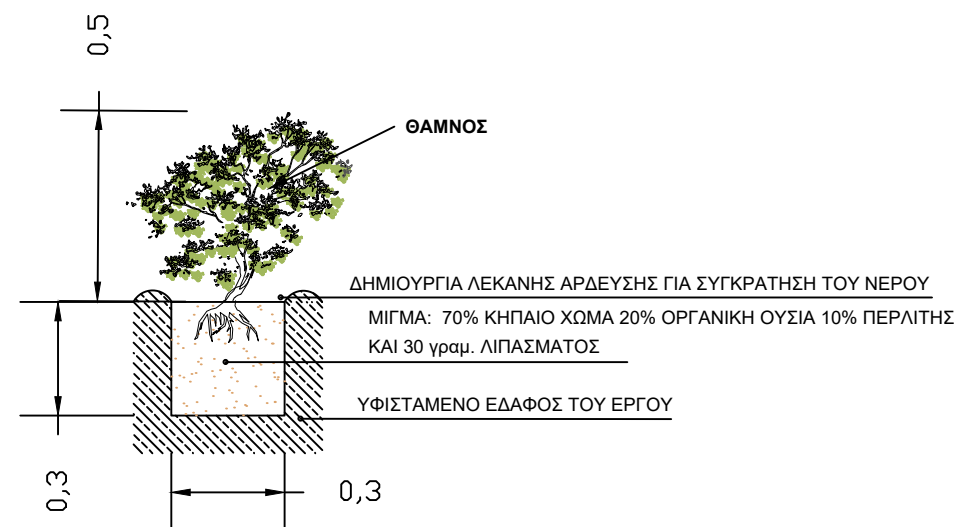 0,5
ΘΑΜΝΟΣ
ΔΗΜΙΟΥΡΓΙΑ ΛΕΚΑΝΗΣ ΑΡΔΕΥΣΗΣ ΓΙΑ ΣΥΓΚΡΑΤΗΣΗ ΤΟΥ ΝΕΡΟΥ
ΜΙΓΜΑ: 70% ΚΗΠΑΙΟ ΧΩΜΑ 20% ΟΡΓΑΝΙΚΗ ΟΥΣΙΑ 10% ΠΕΡΛΙΤΗΣ
ΚΑΙ 30 γραμ. ΛΙΠΑΣΜΑΤΟΣ
ΥΦΙΣΤΑΜΕΝΟ ΕΔΑΦΟΣ ΤΟΥ ΕΡΓΟΥ
0,3
0,3